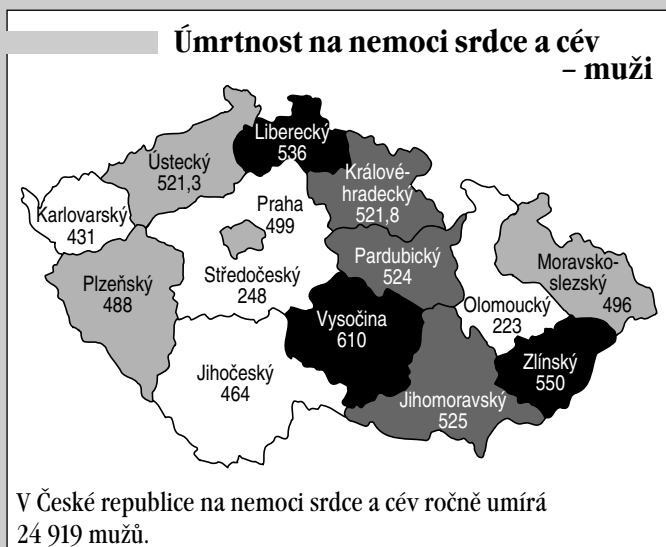 Úmrtnost na nemoci srdce a cév
– muži
Liberecký
536
Ústecký
521,3
Králové-
hradecký
521,8
Karlovarský
431
Praha
499
Pardubický
524
Moravsko-
slezský
496
Plzeňský
488
Středočeský
248
Olomoucký
223
Vysočina
610
Zlínský
550
Jihočeský
464
Jihomoravský
525
V České republice na nemoci srdce a cév ročně umírá
24 919 mužů.